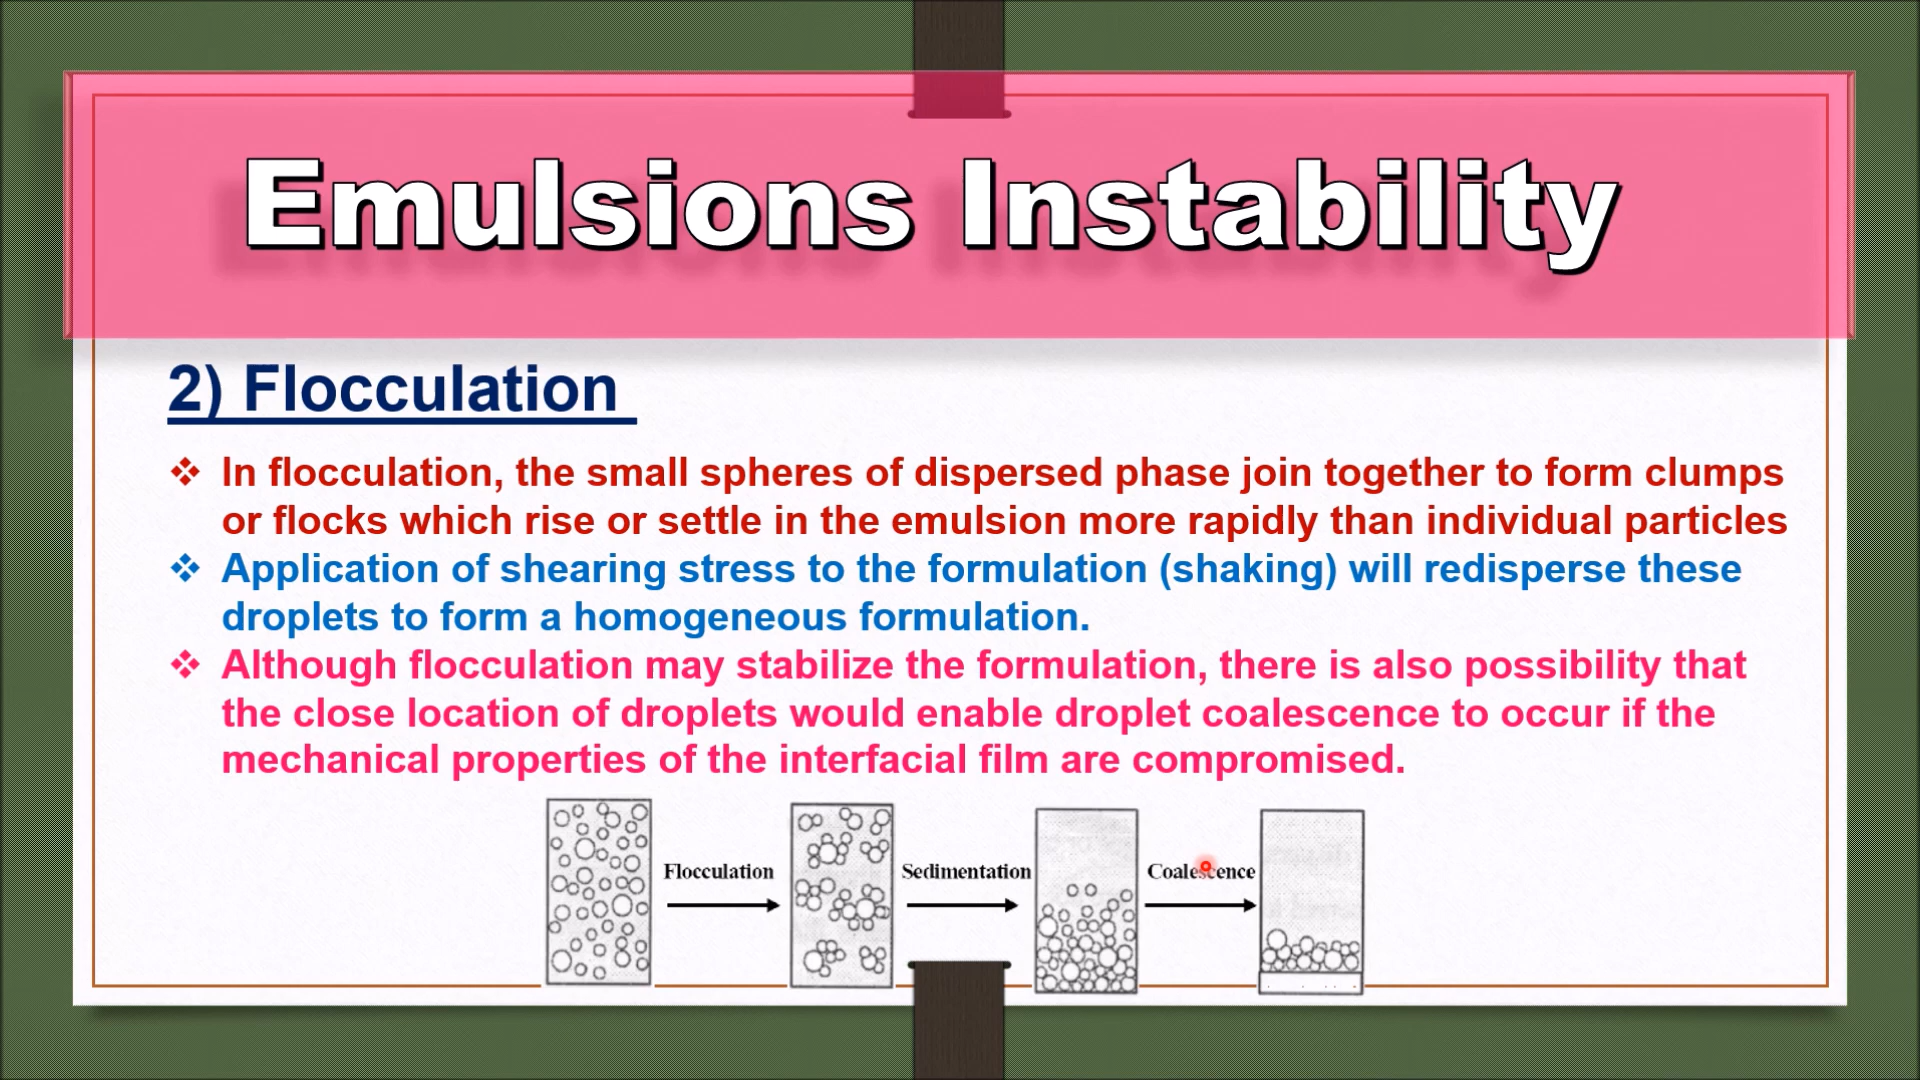 Emulsions Instability
2) Flocculation
❖ In flocculation, the small spheres of dispersed phase join together to form clumps
or flocks which rise or settle in the emulsion more rapidly than individual particles
❖ Application of shearing stress to the formulation (shaking) will redisperse these
droplets to form a homogeneous formulation.
❖ Although flocculation may stabilize the formulation, there is also possibility that
the close location of droplets would enable droplet coalescence to occur if the
mechanical properties of the interfacial film are compromised.
Flocculation
Sedimentation
Coalescence